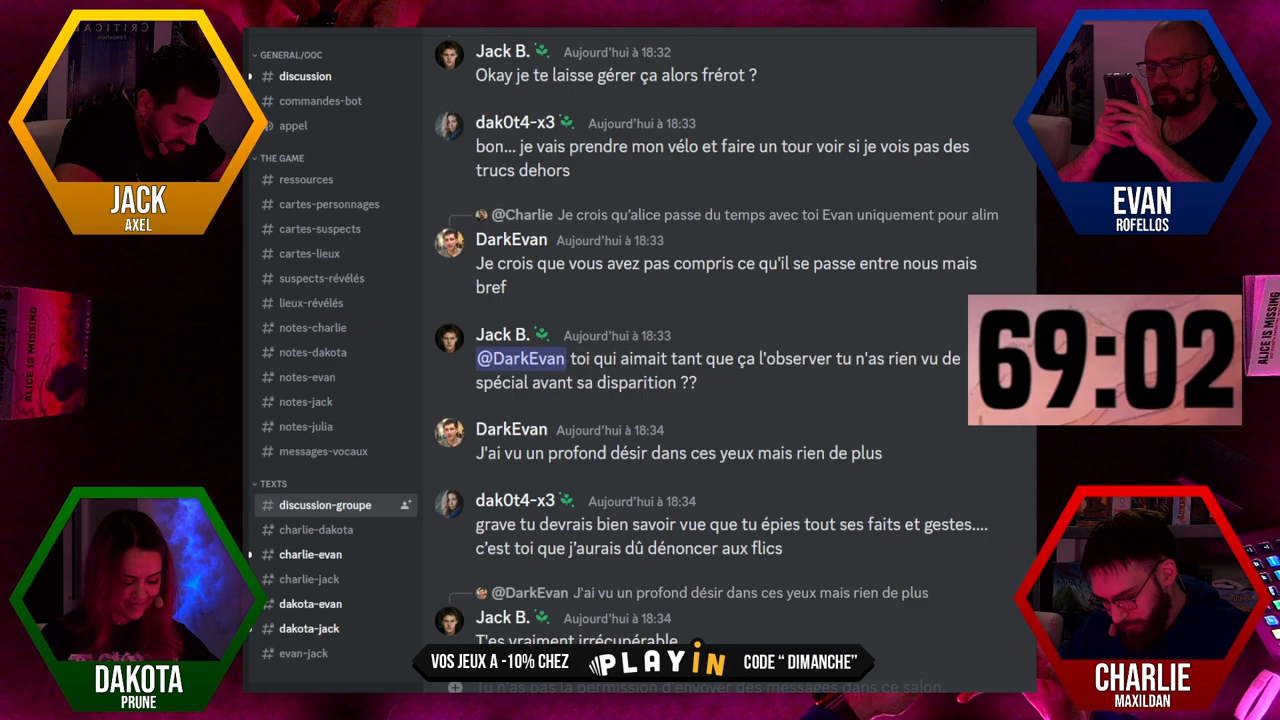 GENERAL/OOC
discussion
commandes-bot
appel
THE GAME
ressources
cartes-personnages
cartes-suspects
cartes-lieux
suspects-révélés
lieux-révélés
notes-charlie
notes-dakota
notes-evan
notes-jack
notes-julia
messages-vocaux
TEXTS
discussion-groupe
charlie-dakota
charlie-evan
charlie-jack
dakota-evan
dakota-jack
evan-jack
Jack B. Aujourd'hui à 18:32
Okay je te laisse gérer ça alors frérot ?
dak0t4-x3 Aujourd'hui à 18:33
bon... je vais prendre mon vélo et faire un tour voir si je vois pas des
trucs dehors
@Charlie Je crois qu'alice passe du temps avec toi Evan uniquement pour alim
DarkEvan Aujourd'hui à 18:33
Je crois que vous avez pas compris ce qu'il se passe entre nous mais
bref
Jack B. Aujourd'hui à 18:33
@DarkEvan toi qui aimait tant que ça l'observer tu n'as rien vu de
spécial avant sa disparition ??
DarkEvan Aujourd'hui à 18:34
J'ai vu un profond désir dans ces yeux mais rien de plus
dak0t4-x3 Aujourd'hui à 18:34
grave tu devrais bien savoir vue que tu épies tout ses faits et gestes....
c'est toi que j'aurais dû dénoncer aux flics
@DarkEvan J'ai vu un profond désir dans ces yeux mais rien de plus
Jack B. Aujourd'hui à 18:34
T'es vraiment irrécupérable
Tu n'as pas la permission d'envoyer des messages dans ce salon.
VOS JEUX A -10% CHEZ PLAYIN CODE “ DIMANCHE”
JACK
AXEL
EVAN
ROFELLOS
69:02
DAKOTA
PRUNE
CHARLIE
MAXILDAN
CRITICAL
FONDATION
ALICE IS MISSING
ALICE IS MISSING